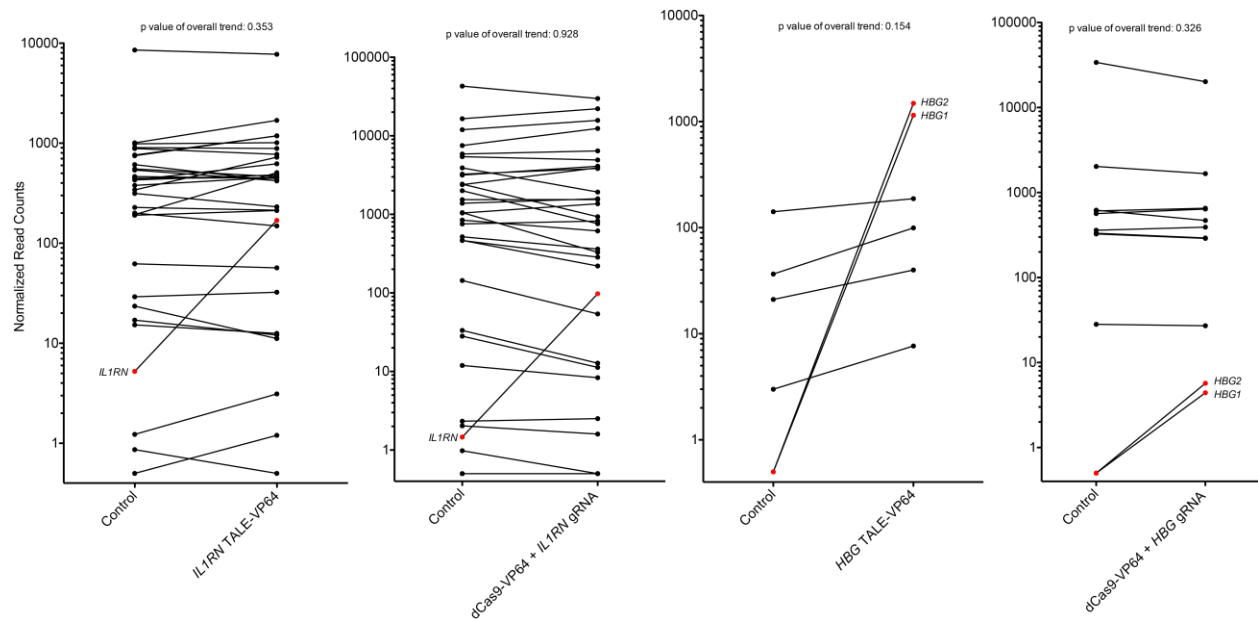 p value of overall trend: 0.353
Normalized Read Counts
10000
1000
100
10
1
IL1RN
Control
IL1RN TALE-VP64
p value of overall trend: 0.928
100000
10000
1000
100
10
1
IL1RN
Control
dCas9-VP64 + IL1RN gRNA
p value of overall trend: 0.154
10000
1000
100
10
1
HBG2
HBG1
Control
HBG TALE-VP64
p value of overall trend: 0.326
100000
10000
1000
100
10
1
HBG2
HBG1
Control
dCas9-VP64 + HBG gRNA